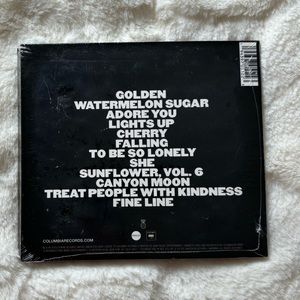 GOLDEN
WATERMELON SUGAR
ADORE YOU
LIGHTS UP
CHERRY
FALLING
TO BE SO LONELY
SHE
SUNFLOWER, VOL. 6
CANYON MOON
TREAT PEOPLE WITH KINDNESS
FINE LINE
COLUMBIARECORDS.COM